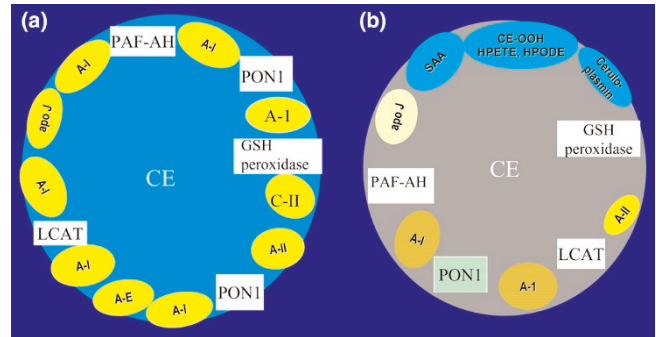 (a)
PAF-AH
A-I
A-I
PON1
apo J
A-1
GSH
peroxidase
CE
A-I
C-II
LCAT
A-II
A-I
PON1
A-E
A-I
(b)
CE-OOH
HPETE, HPODE
SAA
Cerulo-
plasmin
apo J
GSH
peroxidase
CE
PAF-AH
A-II
A-I
LCAT
PON1
A-1